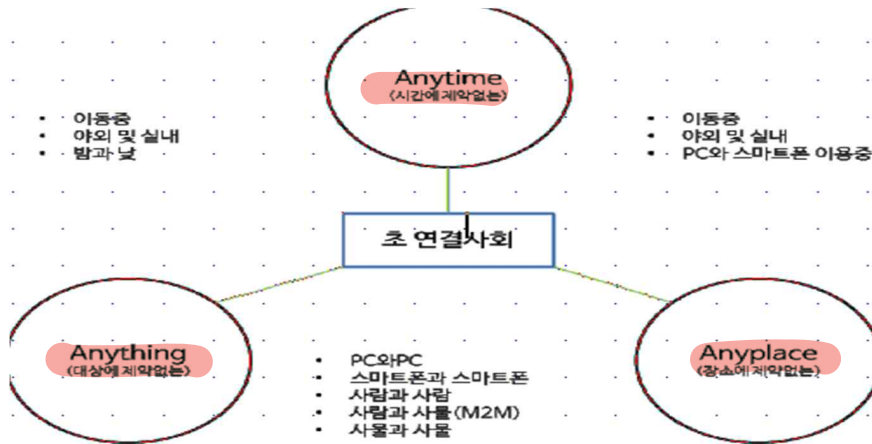 Anytime
(시간에 제약없는)
• 이동중
• 야외 및 실내
• 밤과 낮
• 이동중
• 야외 및 실내
• PC와 스마트폰 이용중
초 연결사회
Anything
(대상에 제약없는)
Anyplace
(장소에 제약없는)
• PC와PC
• 스마트폰과 스마트폰
• 사람과 사람
• 사람과 사물(M2M)
• 사물과 사물